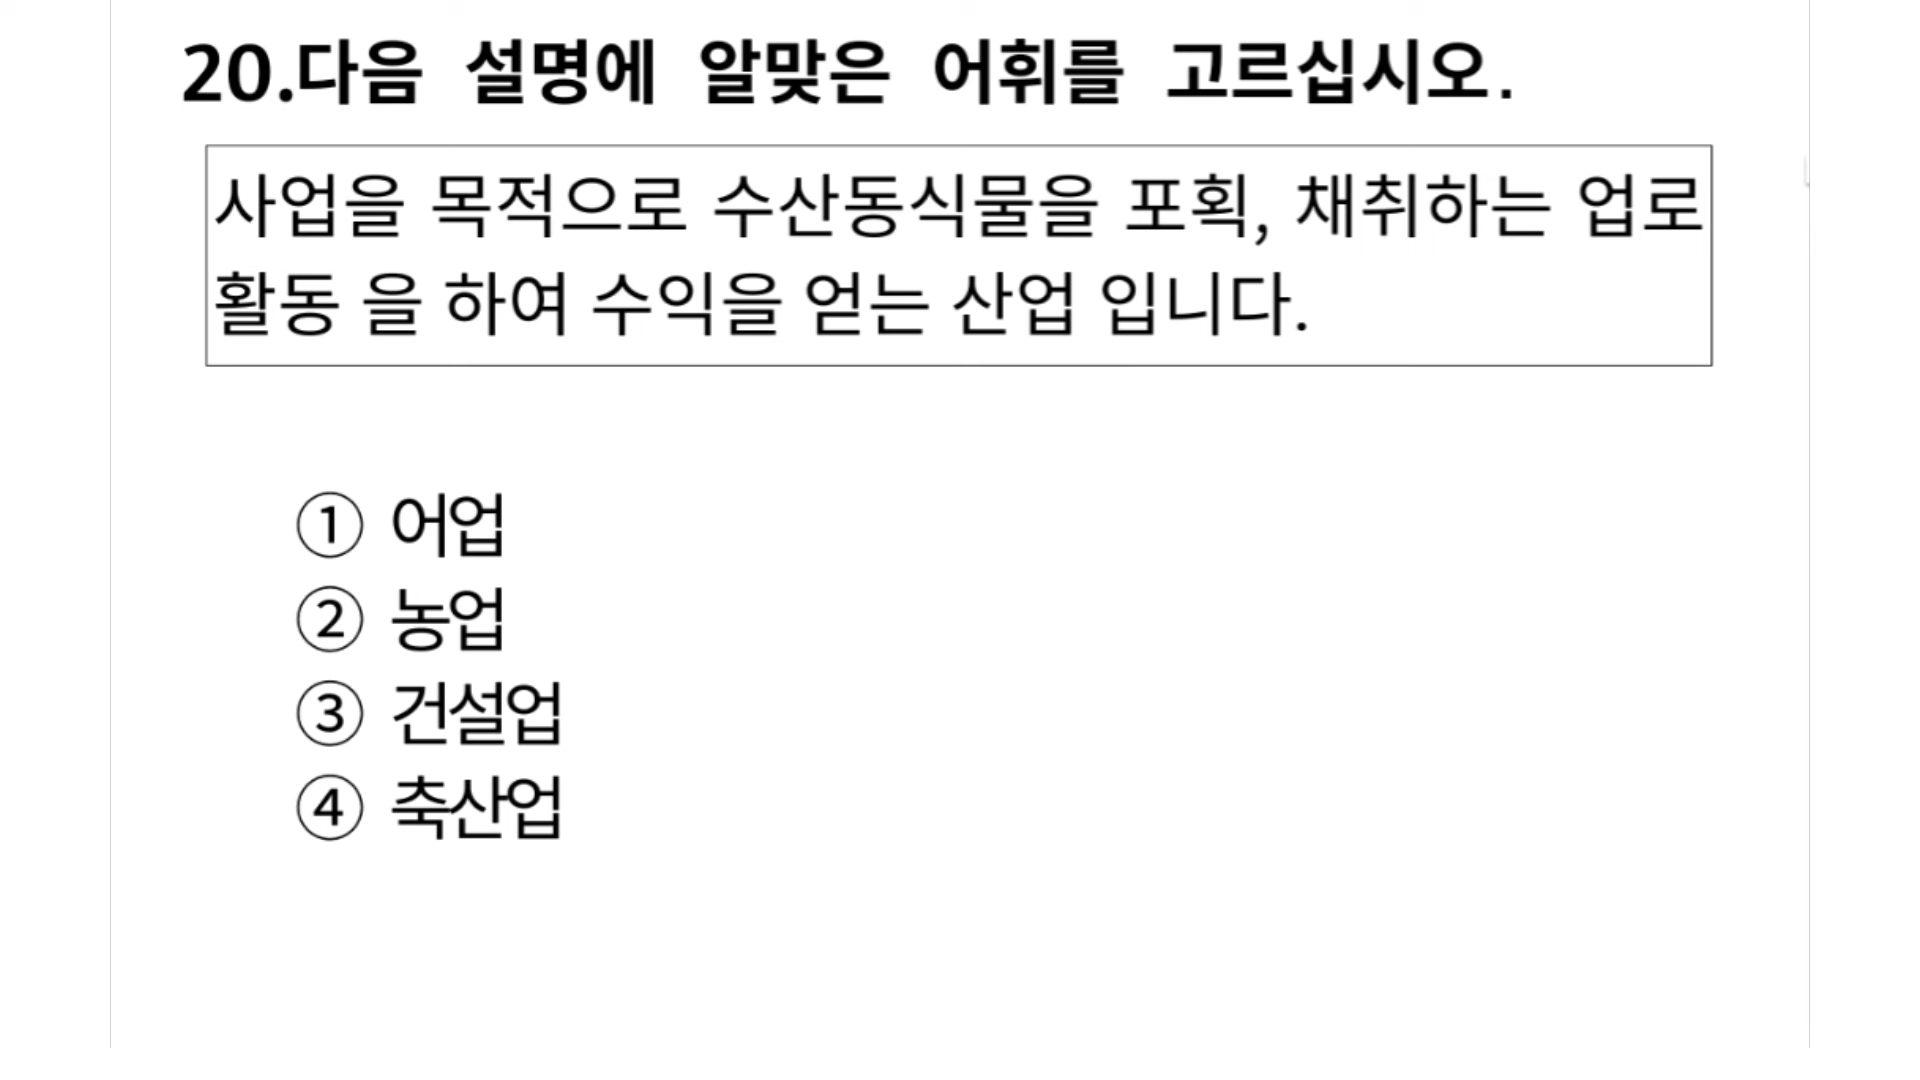 20.다음 설명에 알맞은 어휘를 고르십시오.
사업을 목적으로 수산동식물을 포획, 채취하는 업로
활동 을 하여 수익을 얻는 산업 입니다.
① 어업
② 농업
③ 건설업
④ 축산업